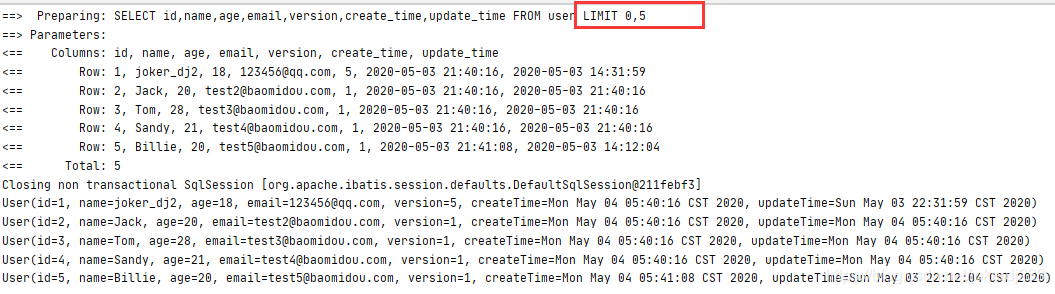 ==>  Preparing: SELECT id,name,age,email,version,create_time,update_time FROM user LIMIT 0,5
==> Parameters:
<==    Columns: id, name, age, email, version, create_time, update_time
<==        Row: 1, joker_dj2, 18, 123456@qq.com, 5, 2020-05-03 21:40:16, 2020-05-03 14:31:59
<==        Row: 2, Jack, 20, test2@baomidou.com, 1, 2020-05-03 21:40:16, 2020-05-03 21:40:16
<==        Row: 3, Tom, 28, test3@baomidou.com, 1, 2020-05-03 21:40:16, 2020-05-03 21:40:16
<==        Row: 4, Sandy, 21, test4@baomidou.com, 1, 2020-05-03 21:40:16, 2020-05-03 21:40:16
<==        Row: 5, Billie, 20, test5@baomidou.com, 1, 2020-05-03 21:41:08, 2020-05-03 14:12:04
<==      Total: 5
Closing non transactional SqlSession [org.apache.ibatis.session.defaults.DefaultSqlSession@211febf3]
User(id=1, name=joker_dj2, age=18, email=123456@qq.com, version=5, createTime=Mon May 04 05:40:16 CST 2020, updateTime=Sun May 03 22:31:59 CST 2020)
User(id=2, name=Jack, age=20, email=test2@baomidou.com, version=1, createTime=Mon May 04 05:40:16 CST 2020, updateTime=Mon May 04 05:40:16 CST 2020)
User(id=3, name=Tom, age=28, email=test3@baomidou.com, version=1, createTime=Mon May 04 05:40:16 CST 2020, updateTime=Mon May 04 05:40:16 CST 2020)
User(id=4, name=Sandy, age=21, email=test4@baomidou.com, version=1, createTime=Mon May 04 05:40:16 CST 2020, updateTime=Mon May 04 05:40:16 CST 2020)
User(id=5, name=Billie, age=20, email=test5@baomidou.com, version=1, createTime=Mon May 04 05:41:08 CST 2020, updateTime=Sun May 03 22:12:04 CST 2020)